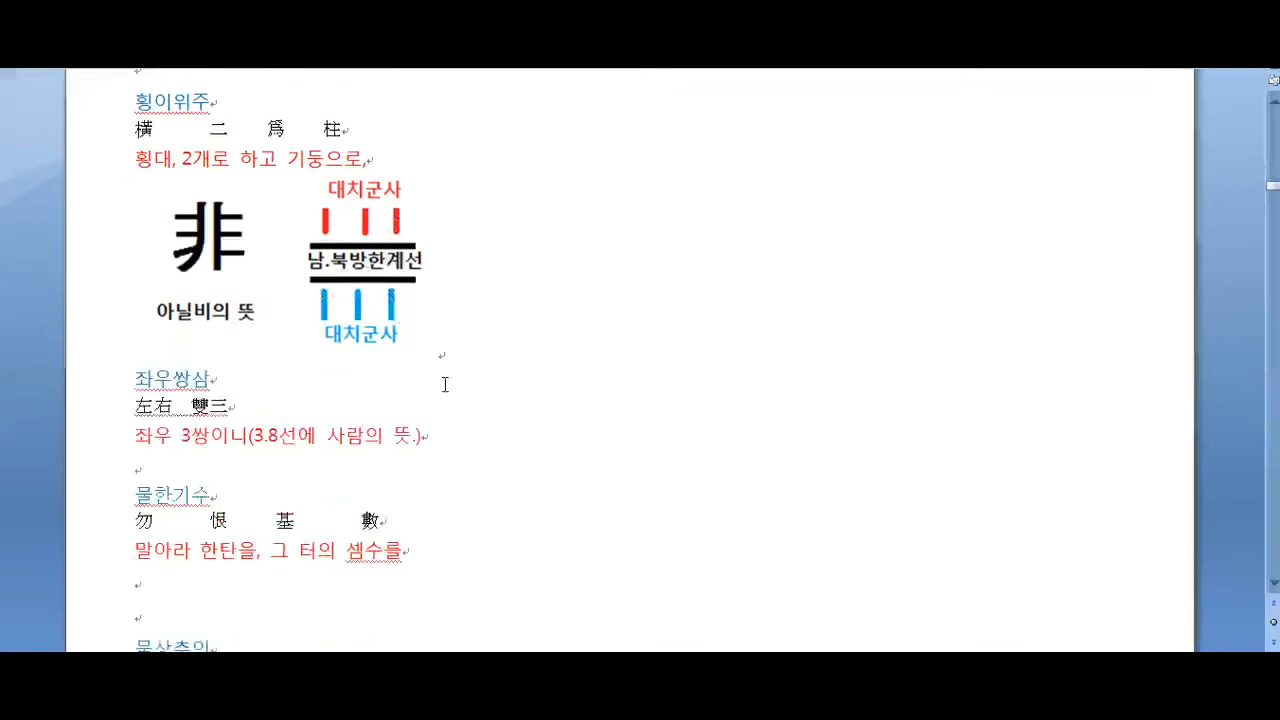 횡이위주
橫 二 爲 柱
횡대, 2개로 하고 기둥으로,
대치군사
非
남.북방한계선
아닐비의 뜻
대치군사
좌우쌍삼
左右 雙三
좌우 3쌍이니(3.8선에 사람의 뜻.)
물한기수
勿 恨 基 數
말아라 한탄을, 그 터의 셈수를